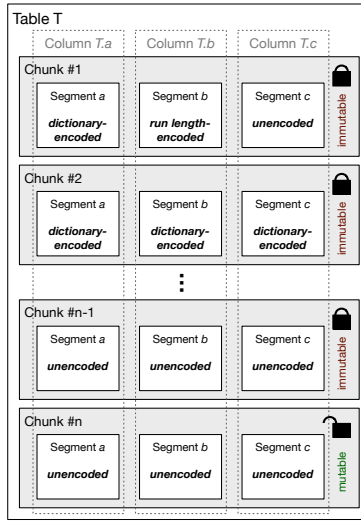 Table T
Column T.a Column T.b Column T.c
Chunk #1
Segment a Segment b Segment c
dictionary- run length- unencoded
encoded encoded
immutable
Chunk #2
Segment a Segment b Segment c
dictionary- dictionary- dictionary-
encoded encoded encoded
immutable
⋮
Chunk #n-1
Segment a Segment b Segment c
unencoded unencoded unencoded
immutable
Chunk #n
Segment a Segment b Segment c
unencoded unencoded unencoded
mutable